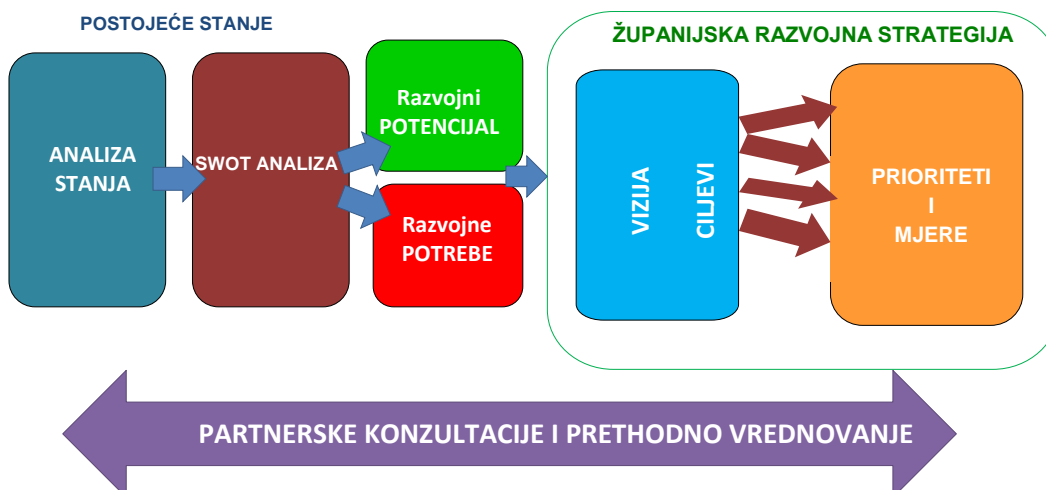 POSTOJEĆE STANJE
ŽUPANIJSKA RAZVOJNA STRATEGIJA
ANALIZA
STANJA
SWOT ANALIZA
Razvojni
POTENCIJAL
Razvojne
POTREBE
VIZIJA
CILJEVI
PRIORITETI
I
MJERE
PARTNERSKE KONZULTACIJE I PRETHODNO VREDNOVANJE